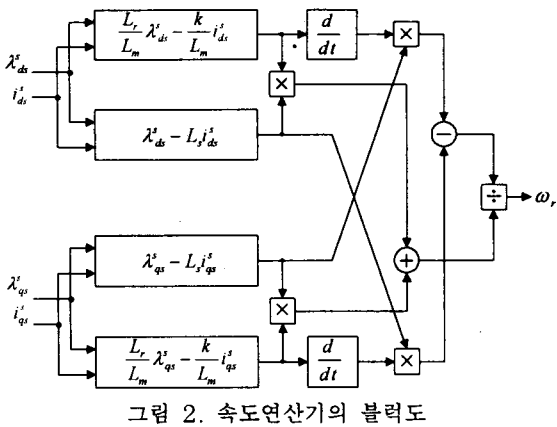 λ^s_ds
i^s_ds
L_r/L_m λ^s_ds − k/L_m i^s_ds
d/dt
×
×
λ^s_ds − L_s i^s_ds
−
÷
ω_r
λ^s_qs − L_s i^s_qs
+
λ^s_qs
i^s_qs
×
L_r/L_m λ^s_qs − k/L_m i^s_qs
d/dt
×
그림 2. 속도연산기의 블럭도